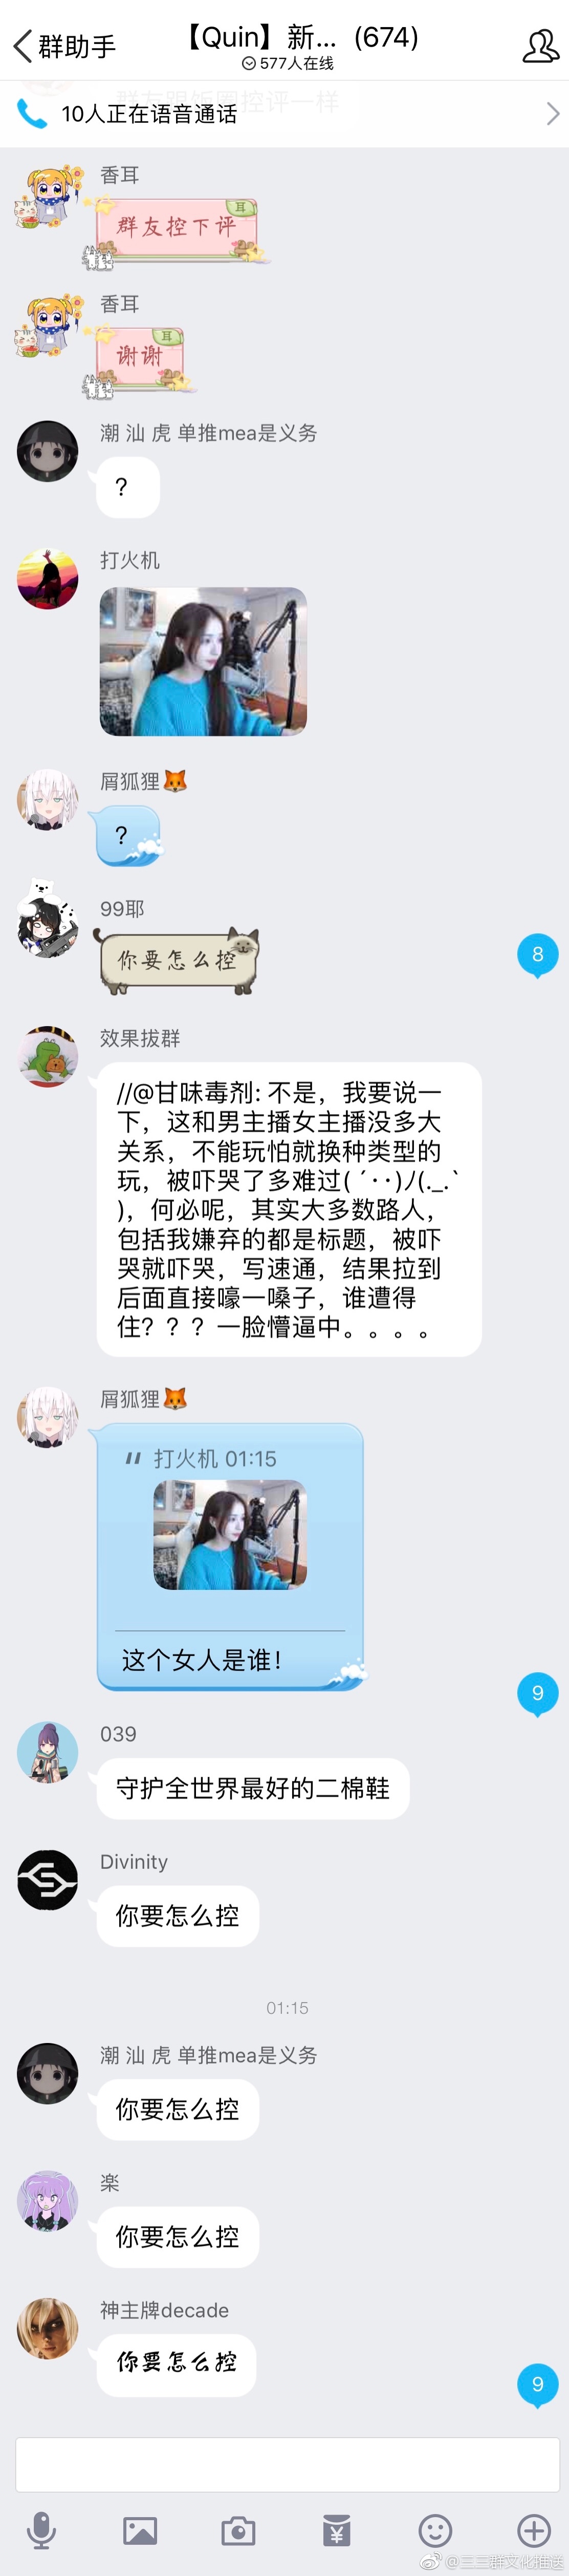 群助手
【Quin】新... (674)
577人在线
群友跟饭圈控评一样
10人正在语音通话
香耳
耳
群友控下评
香耳
耳
谢谢
潮 汕 虎 单推mea是义务
?
打火机
屑狐狸🦊
?
99耶
你要怎么控
8
效果拔群
//@甘味毒剂: 不是，我要说一
下，这和男主播女主播没多大
关系，不能玩怕就换种类型的
玩，被吓哭了多难过( ´··)ﾉ(._.`
)，何必呢，其实大多数路人，
包括我嫌弃的都是标题，被吓
哭就吓哭，写速通，结果拉到
后面直接嚎一嗓子，谁遭得
住？？？一脸懵逼中。。。。
屑狐狸🦊
" 打火机 01:15
这个女人是谁！
9
039
守护全世界最好的二棉鞋
Divinity
你要怎么控
01:15
潮 汕 虎 单推mea是义务
你要怎么控
楽
你要怎么控
神主牌decade
你要怎么控
9
¥
@三三群文化推送